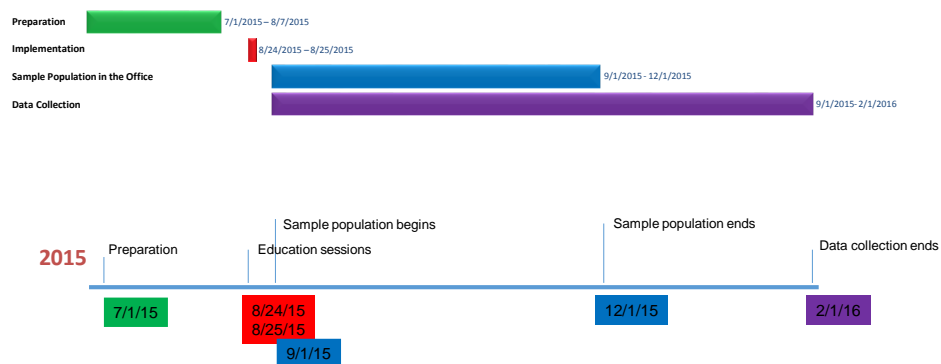 Preparation
7/1/2015 – 8/7/2015
Implementation
8/24/2015 – 8/25/2015
Sample Population in the Office
9/1/2015 - 12/1/2015
Data Collection
9/1/2015- 2/1/2016
Sample population begins
Sample population ends
2015
Preparation
Education sessions
Data collection ends
7/1/15
8/24/15
8/25/15
12/1/15
2/1/16
9/1/15